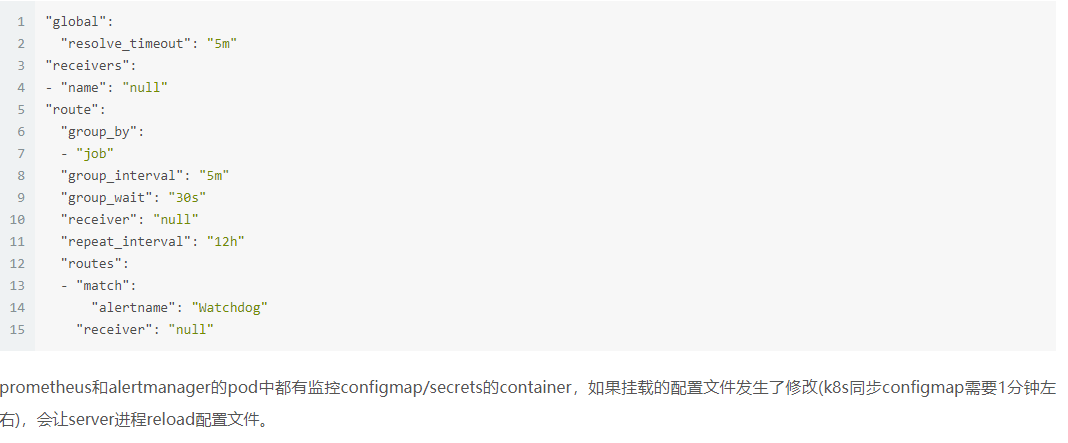 1 "global":
2   "resolve_timeout": "5m"
3 "receivers":
4 - "name": "null"
5 "route":
6   "group_by":
7   - "job"
8   "group_interval": "5m"
9   "group_wait": "30s"
10   "receiver": "null"
11   "repeat_interval": "12h"
12   "routes":
13   - "match":
14       "alertname": "Watchdog"
15     "receiver": "null"
prometheus和alertmanager的pod中都有监控configmap/secrets的container，如果挂载的配置文件发生了修改(k8s同步configmap需要1分钟左
右)，会让server进程reload配置文件。